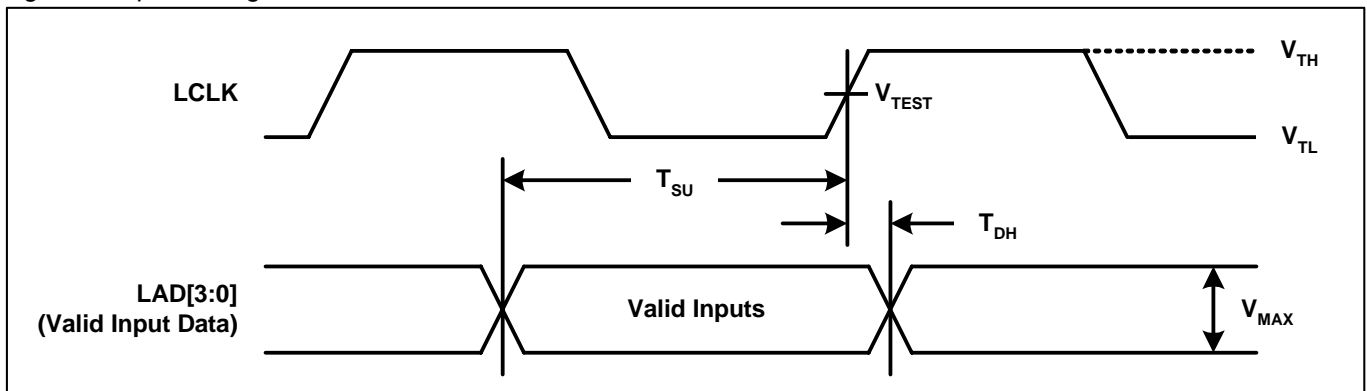 LCLK
V_TH
V_TEST
V_TL
T_SU
T_DH
LAD[3:0]
(Valid Input Data)
Valid Inputs
V_MAX